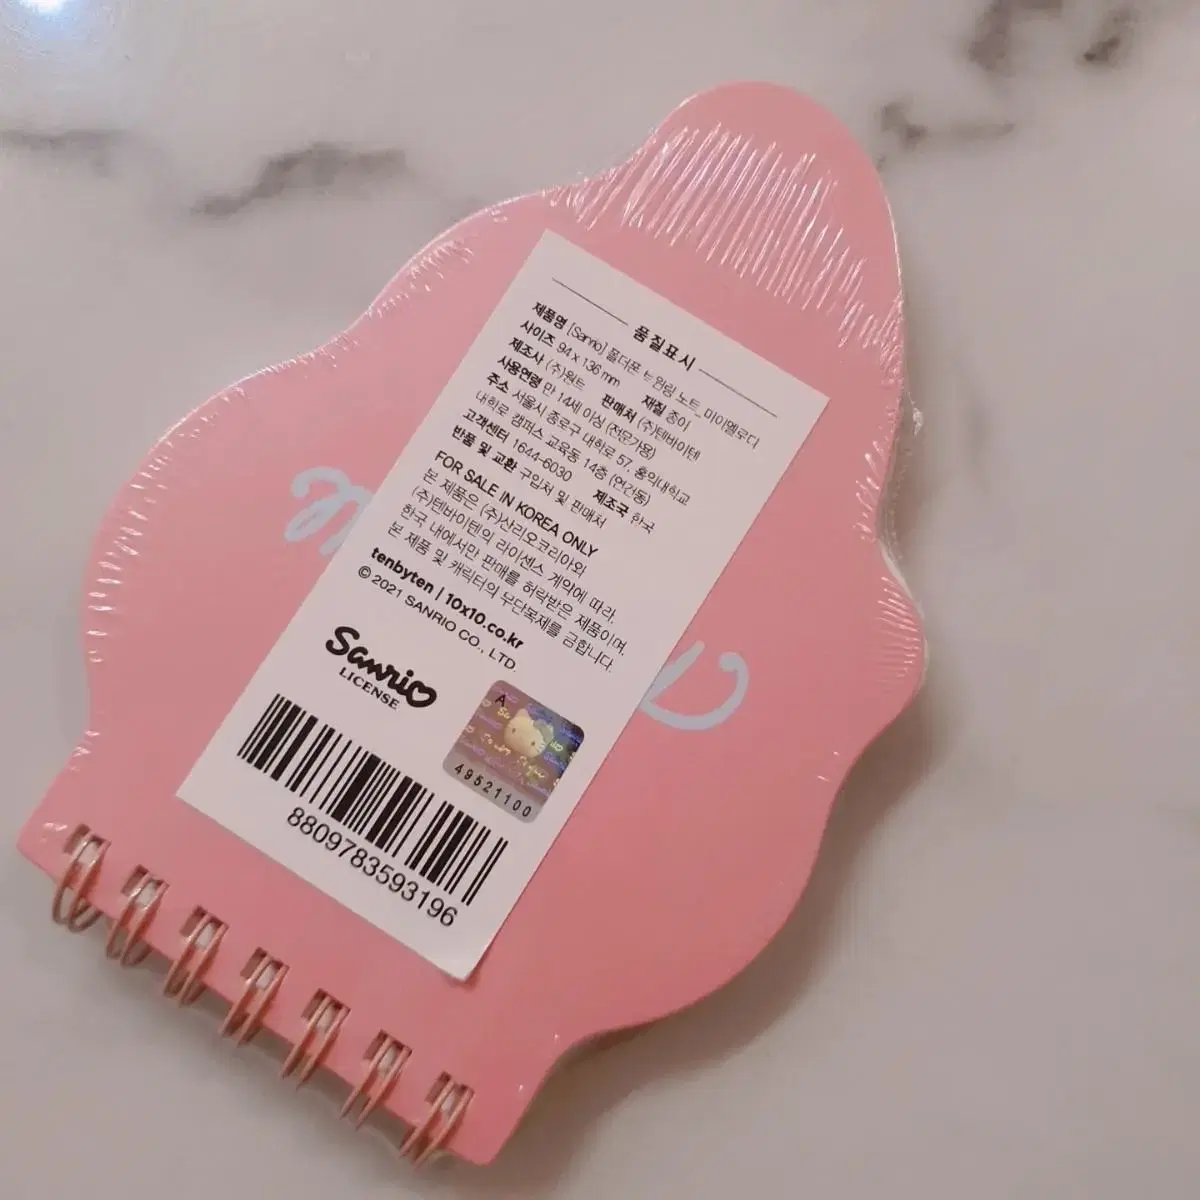 품질표시
제품명 [Sanrio] 폴더폰 트윈링 노트_마이멜로디
사이즈 94 x 136 mm 재질 종이
제조사 (주)원트 판매처 (주)텐바이텐
사용연령 만 14세 이상 (전문가용)
주소 서울시 종로구 대학로 57, 홍익대학교
대학로 캠퍼스 교육동 14층 (연건동)
고객센터 1644-6030 제조국 한국
반품 및 교환 구입처 및 판매처
FOR SALE IN KOREA ONLY
본 제품은 (주)산리오코리아와
(주)텐바이텐의 라이센스 계약에 따라,
한국 내에서만 판매를 허락받은 제품이며,
본 제품 및 캐릭터의 무단복제를 금합니다.
tenbyten | 10x10.co.kr
© 2021 SANRIO CO., LTD.
Sanrio
LICENSE
A
49521100
8809783593196